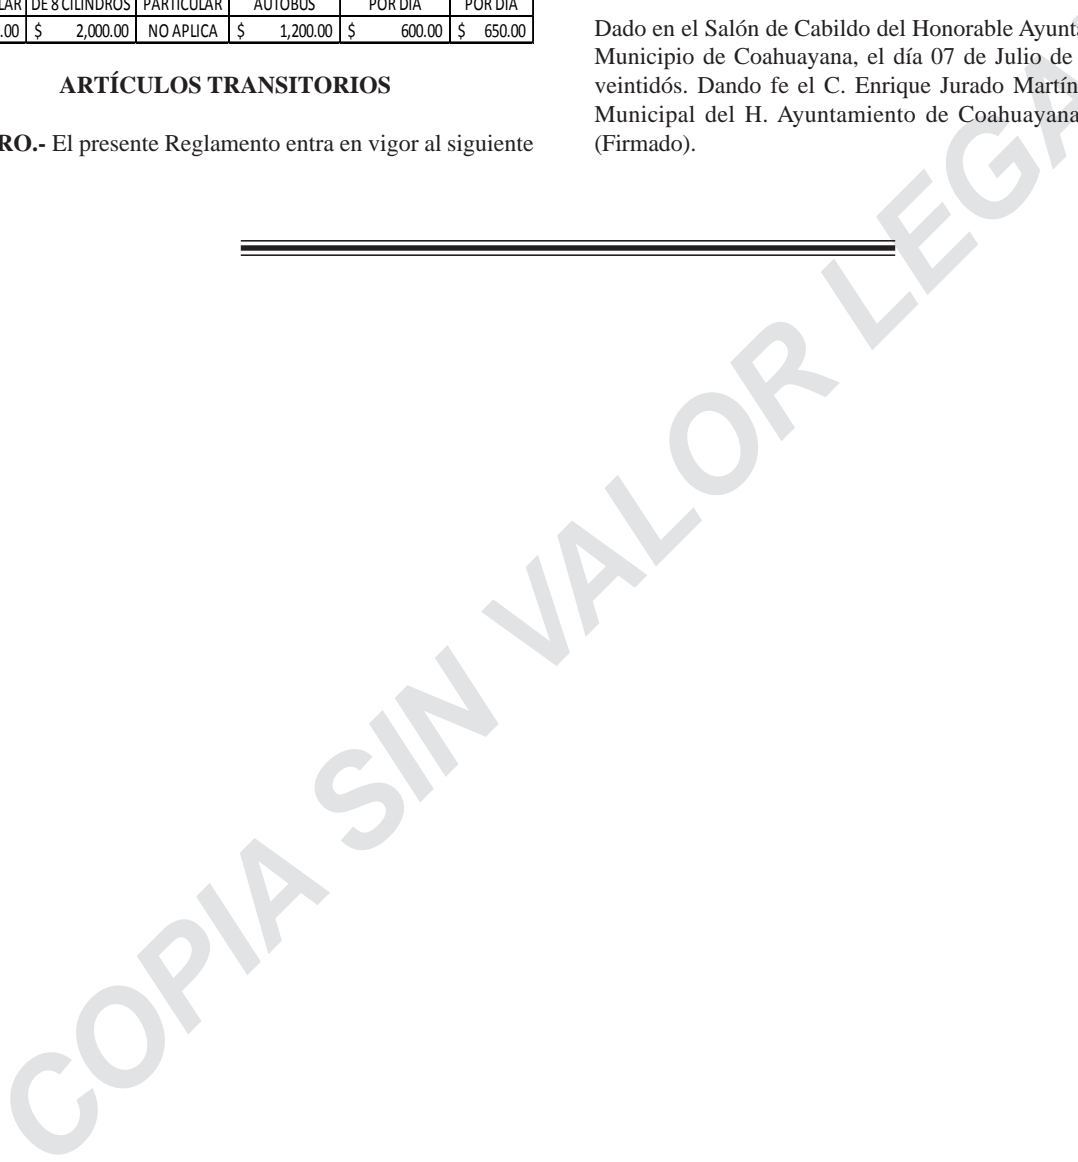 DE 8 CILINDROS PARTICULAR AUTOBUS POR DIA POR DIA
.00 $ 2,000.00 NO APLICA $ 1,200.00 $ 600.00 $ 650.00
ARTÍCULOS TRANSITORIOS
RO.- El presente Reglamento entra en vigor al siguiente
Dado en el Salón de Cabildo del Honorable Ayunt
Municipio de Coahuayana, el día 07 de Julio de
veintidós. Dando fe el C. Enrique Jurado Martín
Municipal del H. Ayuntamiento de Coahuayana
(Firmado).
COPIA SIN VALOR LEGA